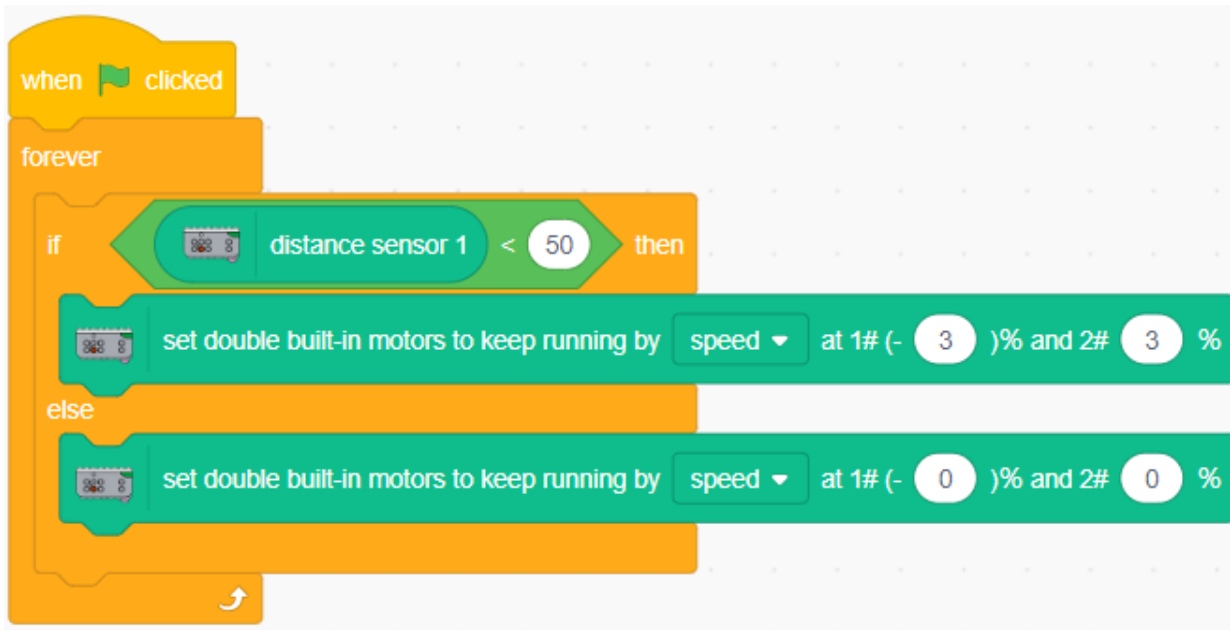 when clicked
forever
if distance sensor 1 < 50 then
set double built-in motors to keep running by speed at 1# (- 3 )% and 2# 3 %
else
set double built-in motors to keep running by speed at 1# (- 0 )% and 2# 0 %